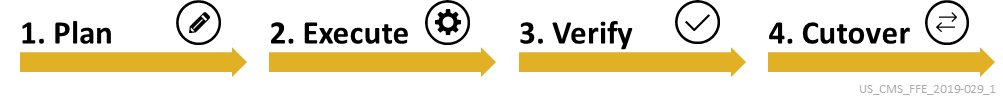 1. Plan
2. Execute
3. Verify
4. Cutover
US_CMS_FFE_2019-029_1